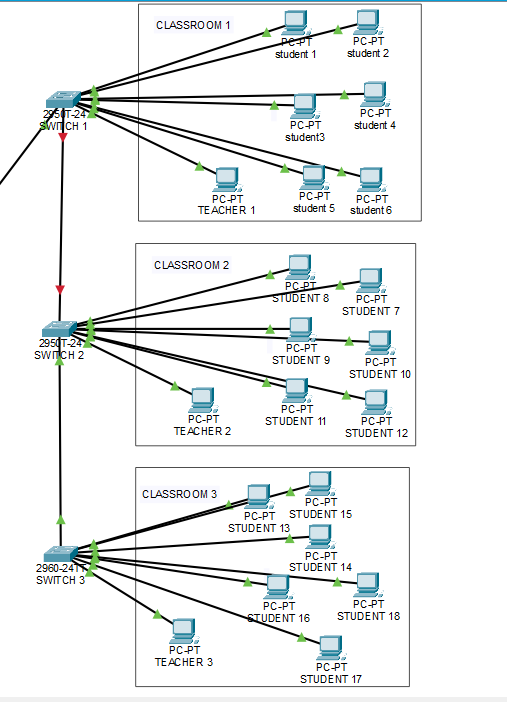 CLASSROOM 1
PC-PT
student 1
PC-PT
student 2
2950T-24
SWITCH 1
PC-PT
student3
PC-PT
student 4
PC-PT
TEACHER 1
PC-PT
student 5
PC-PT
student 6
CLASSROOM 2
PC-PT
STUDENT 8
PC-PT
STUDENT 7
2950T-24
SWITCH 2
PC-PT
STUDENT 9
PC-PT
STUDENT 10
PC-PT
TEACHER 2
PC-PT
STUDENT 11
PC-PT
STUDENT 12
CLASSROOM 3
PC-PT
STUDENT 13
PC-PT
STUDENT 15
2960-24TT
SWITCH 3
PC-PT
STUDENT 14
PC-PT
STUDENT 16
PC-PT
STUDENT 18
PC-PT
TEACHER 3
PC-PT
STUDENT 17